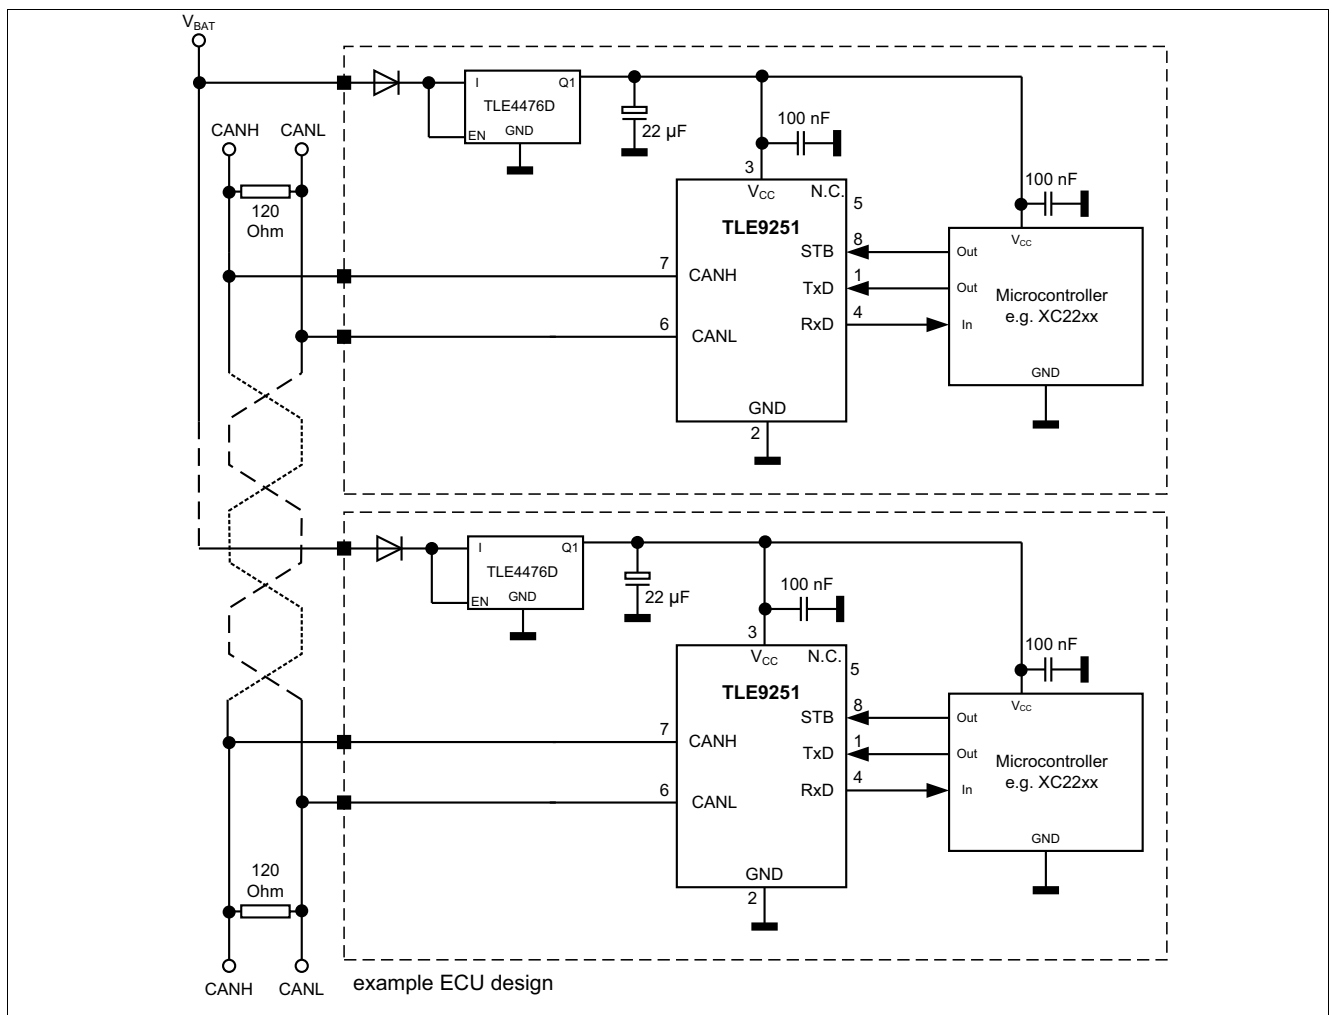 VBAT
CANH CANL
120
Ohm
I Q1
TLE4476D
EN GND
22 µF
100 nF
3
VCC N.C.
5
TLE9251
STB 8
TxD 1
RxD 4
7 CANH
6 CANL
GND
2
100 nF
VCC
Out
Out
In
Microcontroller
e.g. XC22xx
GND
I Q1
TLE4476D
EN GND
22 µF
100 nF
3
VCC N.C.
5
TLE9251
STB 8
TxD 1
RxD 4
7 CANH
6 CANL
GND
2
100 nF
VCC
Out
Out
In
Microcontroller
e.g. XC22xx
GND
120
Ohm
CANH CANL
example ECU design